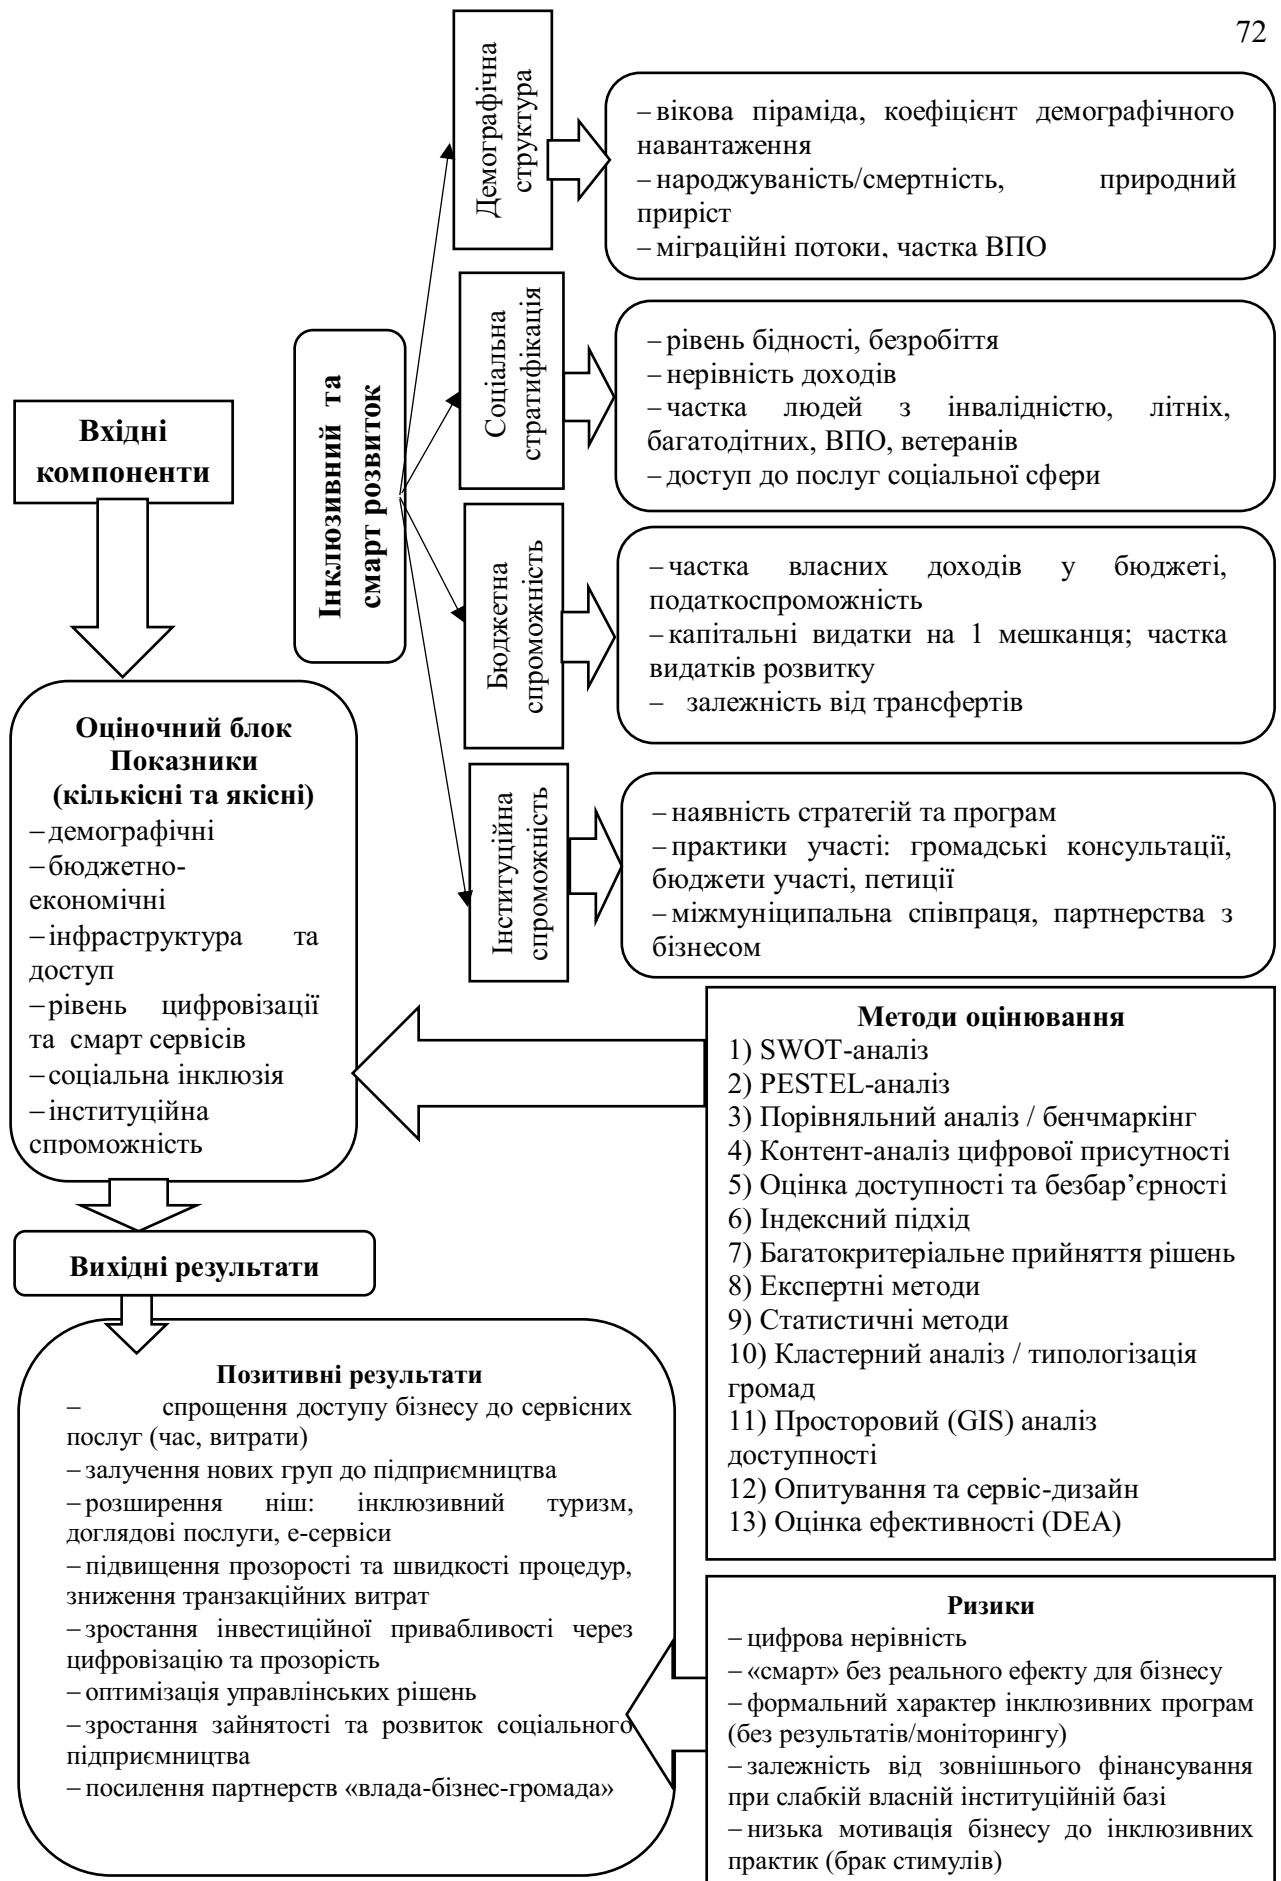 72
Демографічна
структура
– вікова піраміда, коефіцієнт демографічного
навантаження
– народжуваність/смертність, природний
приріст
– міграційні потоки, частка ВПО
Соціальна
стратифікація
– рівень бідності, безробіття
– нерівність доходів
– частка людей з інвалідністю, літніх,
багатодітних, ВПО, ветеранів
– доступ до послуг соціальної сфери
Інклюзивний та
смарт розвиток
Вхідні
компоненти
Бюджетна
спроможність
– частка власних доходів у бюджеті,
податкоспроможність
– капітальні видатки на 1 мешканця; частка
видатків розвитку
– залежність від трансфертів
Інституційна
спроможність
– наявність стратегій та програм
– практики участі: громадські консультації,
бюджети участі, петиції
– міжмуніципальна співпраця, партнерства з
бізнесом
Оціночний блок
Показники
(кількісні та якісні)
– демографічні
– бюджетно-
економічні
– інфраструктура та
доступ
– рівень цифровізації
та смарт сервісів
– соціальна інклюзія
– інституційна
спроможність
Методи оцінювання
1) SWOT-аналіз
2) PESTEL-аналіз
3) Порівняльний аналіз / бенчмаркінг
4) Контент-аналіз цифрової присутності
5) Оцінка доступності та безбар’єрності
6) Індексний підхід
7) Багатокритеріальне прийняття рішень
8) Експертні методи
9) Статистичні методи
10) Кластерний аналіз / типологізація
громад
11) Просторовий (GIS) аналіз
доступності
12) Опитування та сервіс-дизайн
13) Оцінка ефективності (DEA)
Вихідні результати
Позитивні результати
– спрощення доступу бізнесу до сервісних
послуг (час, витрати)
– залучення нових груп до підприємництва
– розширення ніш: інклюзивний туризм,
доглядові послуги, е-сервіси
– підвищення прозорості та швидкості процедур,
зниження транзакційних витрат
– зростання інвестиційної привабливості через
цифровізацію та прозорість
– оптимізація управлінських рішень
– зростання зайнятості та розвиток соціального
підприємництва
– посилення партнерств «влада-бізнес-громада»
Ризики
– цифрова нерівність
– «смарт» без реального ефекту для бізнесу
– формальний характер інклюзивних програм
(без результатів/моніторингу)
– залежність від зовнішнього фінансування
при слабкій власній інституційній базі
– низька мотивація бізнесу до інклюзивних
практик (брак стимулів)